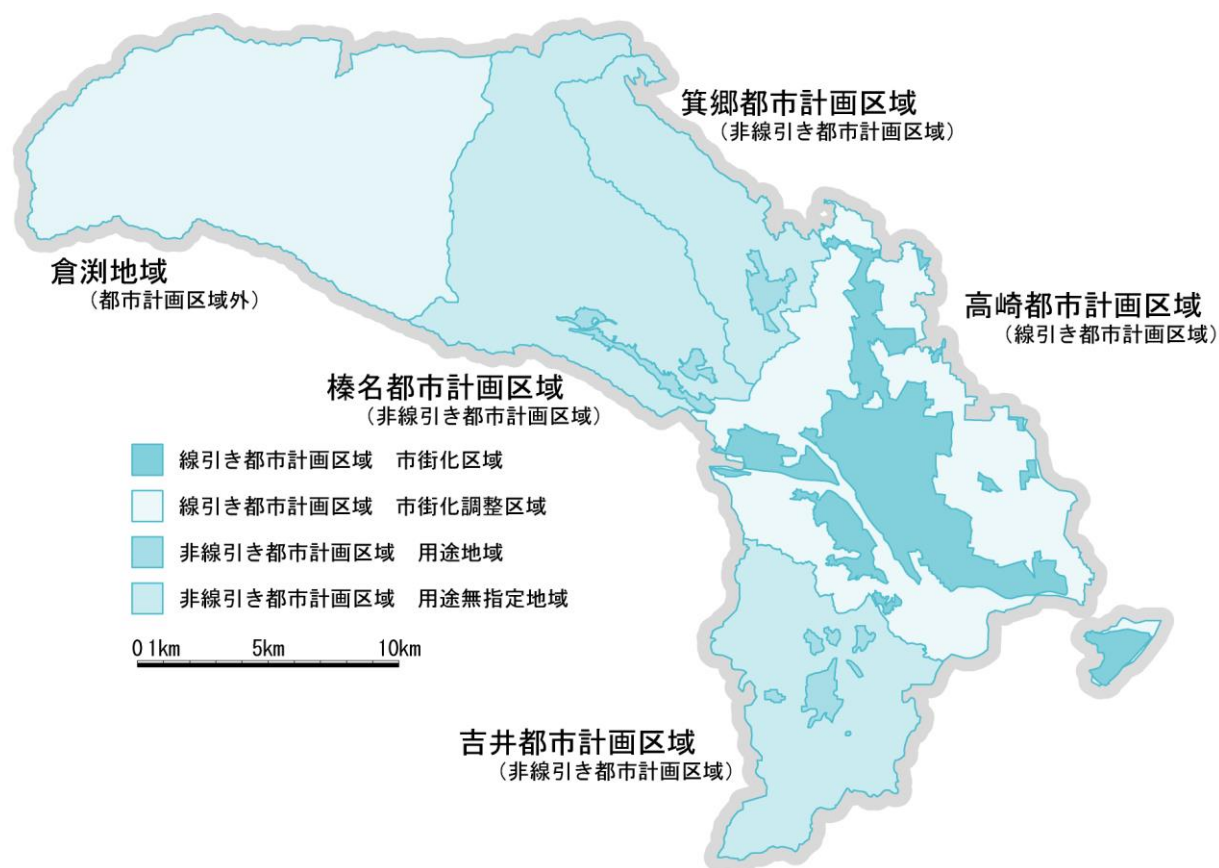 箕郷都市計画区域
（非線引き都市計画区域）
倉渕地域
（都市計画区域外）
高崎都市計画区域
（線引き都市計画区域）
榛名都市計画区域
（非線引き都市計画区域）
線引き都市計画区域　市街化区域
線引き都市計画区域　市街化調整区域
非線引き都市計画区域　用途地域
非線引き都市計画区域　用途無指定地域
0 1km 5km 10km
吉井都市計画区域
（非線引き都市計画区域）